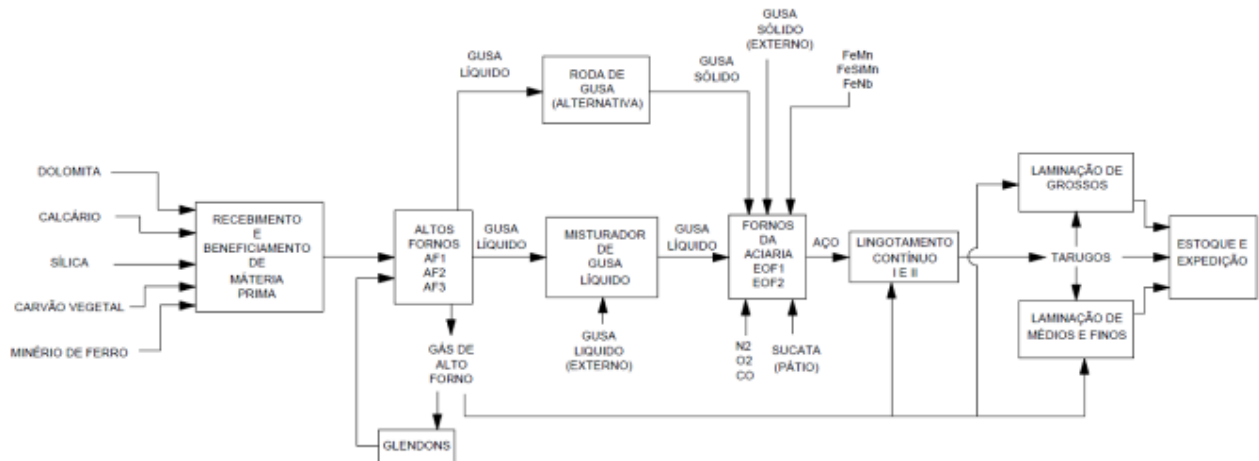 DOLOMITA
CALCÁRIO
SÍLICA
CARVÃO VEGETAL
MINÉRIO DE FERRO
RECEBIMENTO
E
BENEFICIAMENTO
DE
MÁTERIA
PRIMA
ALTOS
FORNOS
AF1
AF2
AF3
GUSA
LÍQUIDO
RODA DE
GUSA
(ALTERNATIVA)
GUSA
SÓLIDO
GUSA
SÓLIDO
(EXTERNO)
FeMn
FeSiMn
FeNb
GUSA
LÍQUIDO
MISTURADOR
DE
GUSA
LÍQUIDO
GUSA
LÍQUIDO
GUSA
LIQUIDO
(EXTERNO)
FORNOS
DA
ACIARIA
EOF1
EOF2
N2
O2
CO
SUCATA
(PÁTIO)
AÇO
LINGOTAMENTO
CONTÍNUO
I E II
LAMINAÇÃO DE
GROSSOS
TARUGOS
LAMINAÇÃO DE
MÉDIOS E FINOS
ESTOQUE E
EXPEDIÇÃO
GÁS DE
ALTO
FORNO
GLENDONS